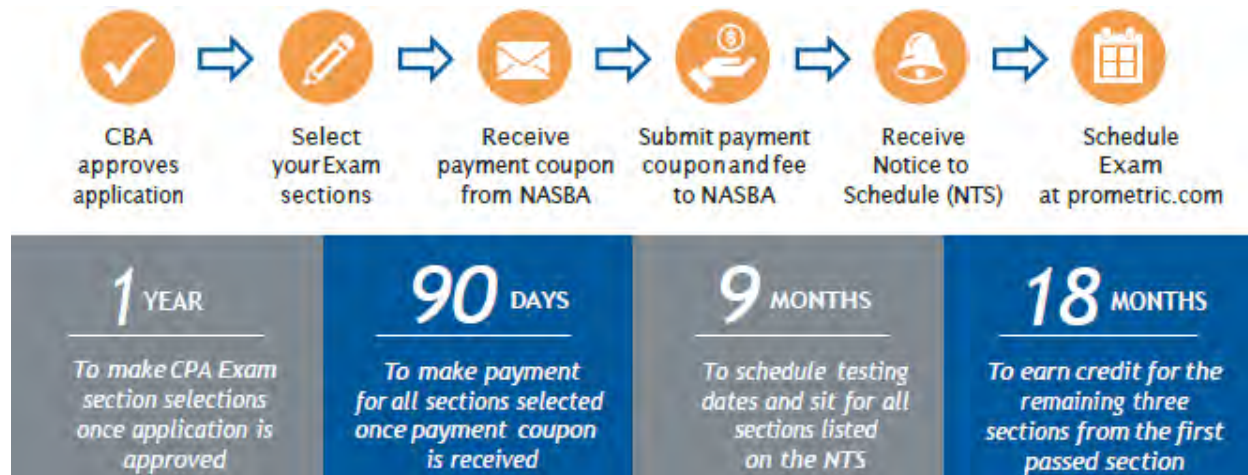 CBA
approves
application
Select
your Exam
sections
Receive
payment coupon
from NASBA
Submit payment
coupon and fee
to NASBA
Receive
Notice to
Schedule (NTS)
Schedule
Exam
at prometric.com
1 YEAR
To make CPA Exam
section selections
once application is
approved
90 DAYS
To make payment
for all sections selected
once payment coupon
is received
9 MONTHS
To schedule testing
dates and sit for all
sections listed
on the NTS
18 MONTHS
To earn credit for the
remaining three
sections from the first
passed section